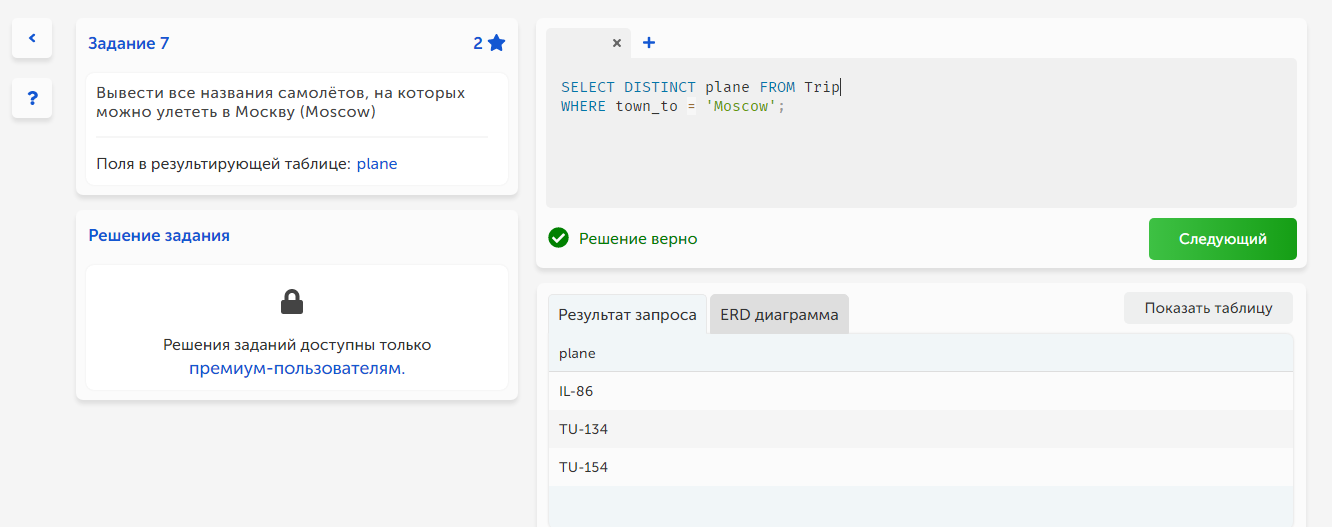 Задание 7
2
Вывести все названия самолётов, на которых
можно улететь в Москву (Moscow)
Поля в результирующей таблице: plane
Решение задания
Решения заданий доступны только
премиум-пользователям.
SELECT DISTINCT plane FROM Trip
WHERE town_to = 'Moscow';
Решение верно
Следующий
Результат запроса
ERD диаграмма
Показать таблицу
plane
IL-86
TU-134
TU-154